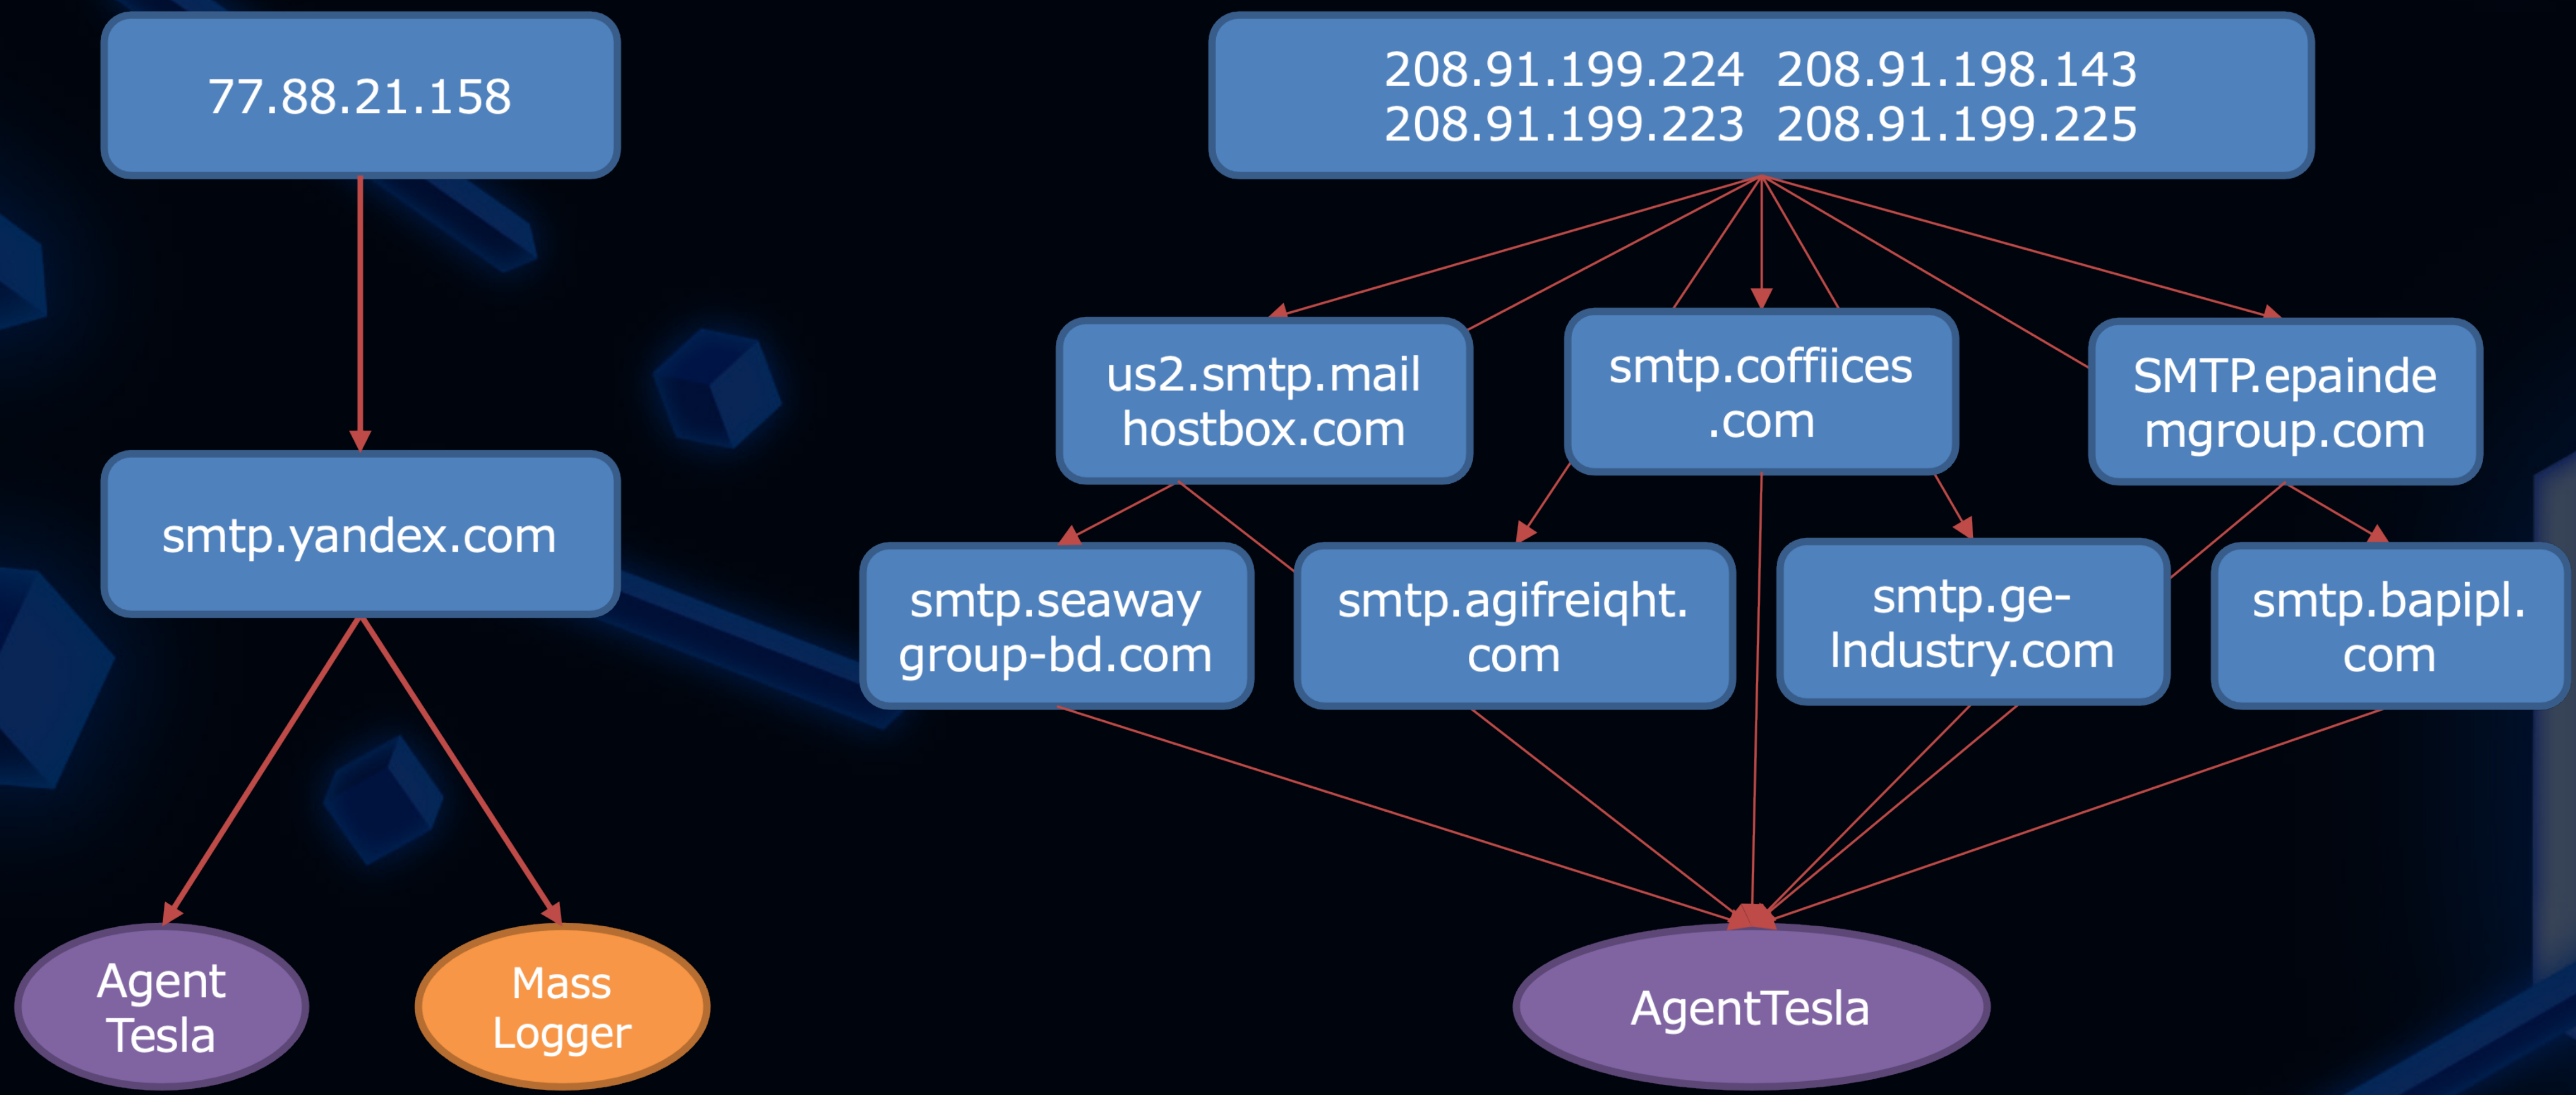 77.88.21.158
208.91.199.224 208.91.198.143
208.91.199.223 208.91.199.225
us2.smtp.mail
hostbox.com
smtp.coffiices
.com
SMTP.epainde
mgroup.com
smtp.yandex.com
smtp.seaway
group-bd.com
smtp.agifreiqht.
com
smtp.ge-
lndustry.com
smtp.bapipl.
com
Agent
Tesla
Mass
Logger
AgentTesla